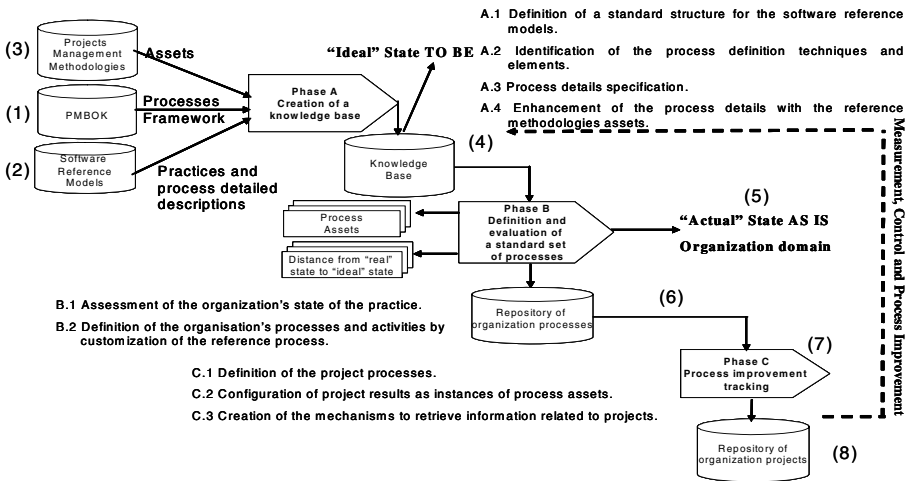 (3)
Projects
Management
Methodologies
Assets
(1)
PMBOK
Processes
Framework
(2)
Software
Reference
Models
Practices and
process detailed
descriptions
Phase A
Creation of a
knowledge base
“Ideal” State TO BE
A.1 Definition of a standard structure for the software reference
models.
A.2 Identification of the process definition techniques and
elements.
A.3 Process details specification.
A.4 Enhancement of the process details with the reference
methodologies assets.
Knowledge
Base
(4)
Process
Assets
Distance from “real”
state to “ideal” state
Phase B
Definition and
evaluation of
a standard set
of processes
(5)
“Actual” State AS IS
Organization domain
Measurement, Control and Process Improvement
B.1 Assessment of the organization’s state of the practice.
B.2 Definition of the organisation’s processes and activities by
customization of the reference process.
Repository of
organization processes
(6)
(7)
Phase C
Process improvement
tracking
C.1 Definition of the project processes.
C.2 Configuration of project results as instances of process assets.
C.3 Creation of the mechanisms to retrieve information related to projects.
Repository of
organization projects
(8)